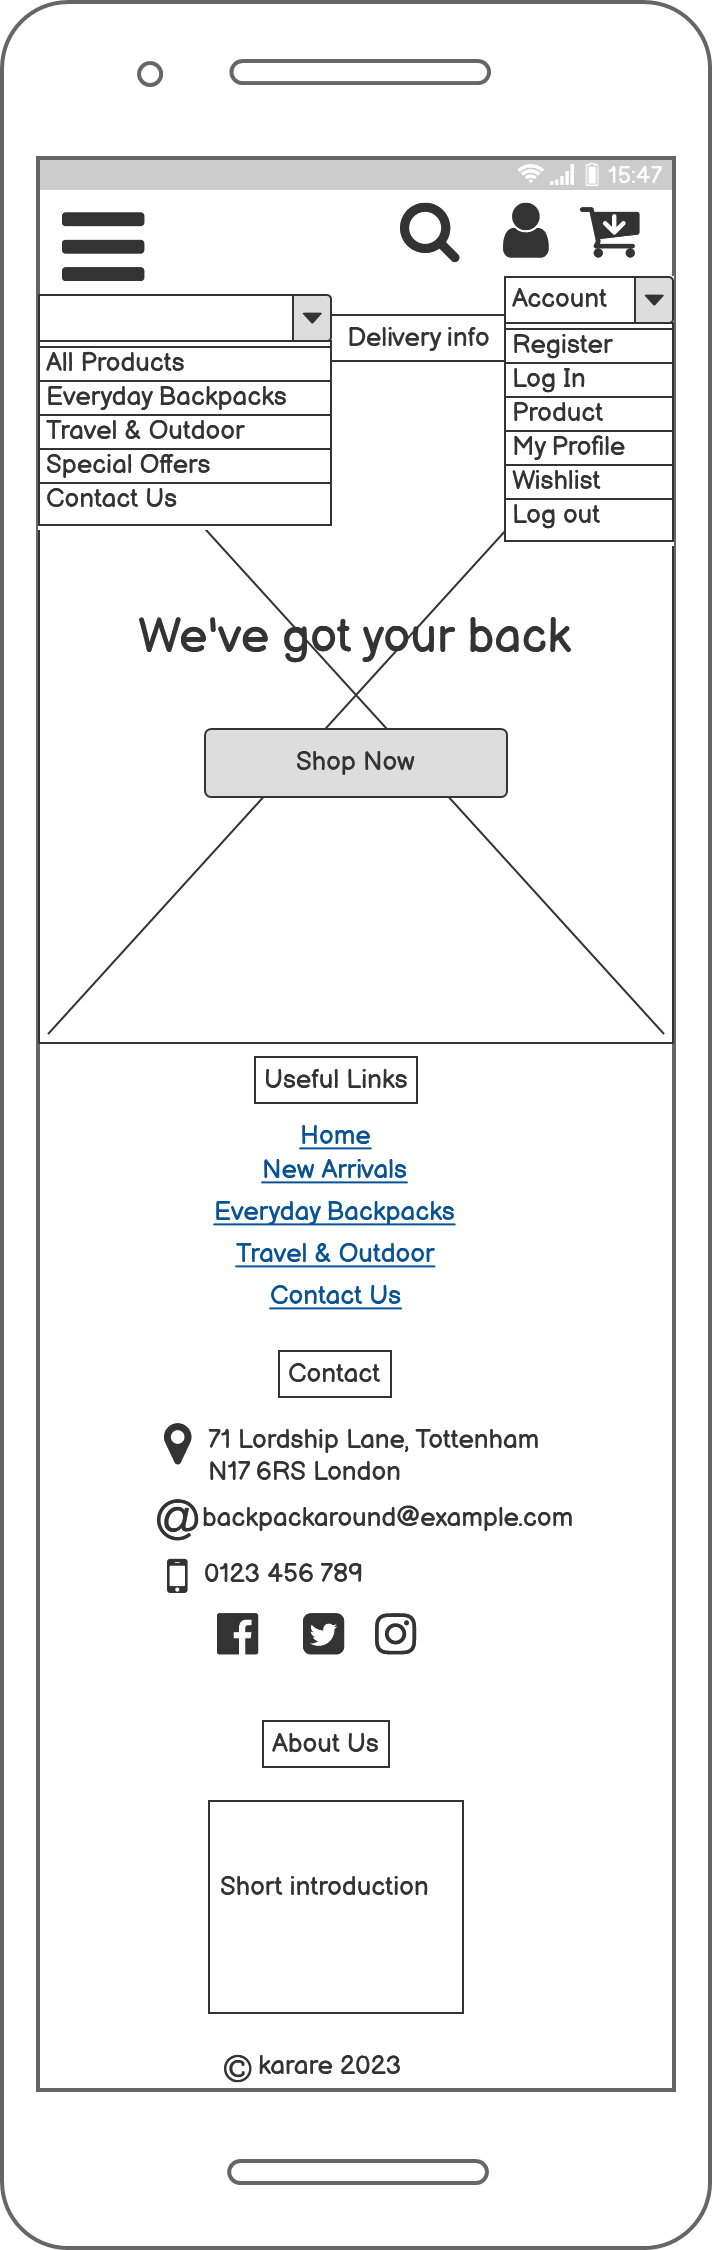 15:47
Account
Delivery info
All Products
Everyday Backpacks
Travel & Outdoor
Special Offers
Contact Us
Register
Log In
Product
My Profile
Wishlist
Log out
We've got your back
Shop Now
Useful Links
Home
New Arrivals
Everyday Backpacks
Travel & Outdoor
Contact Us
Contact
71 Lordship Lane, Tottenham
N17 6RS London
@ backpackaround@example.com
0123 456 789
About Us
Short introduction
© karare 2023